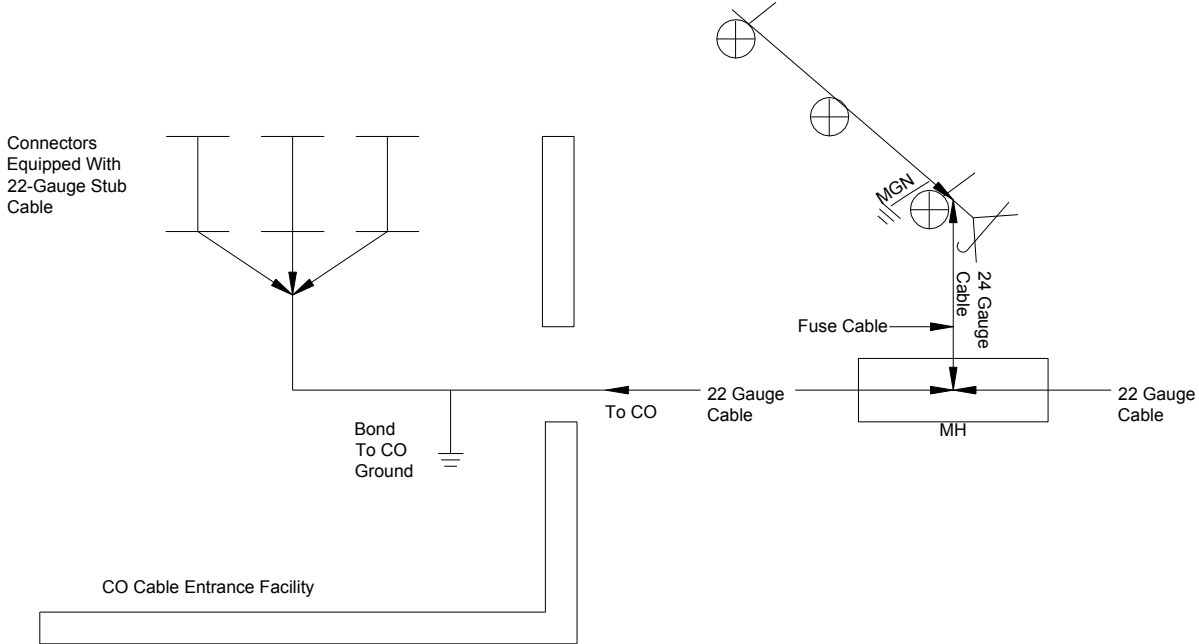 Connectors
Equipped With
22-Gauge Stub
Cable
MGN
24 Gauge
Cable
Fuse Cable
22 Gauge
Cable
22 Gauge
Cable
To CO
MH
Bond
To CO
Ground
CO Cable Entrance Facility